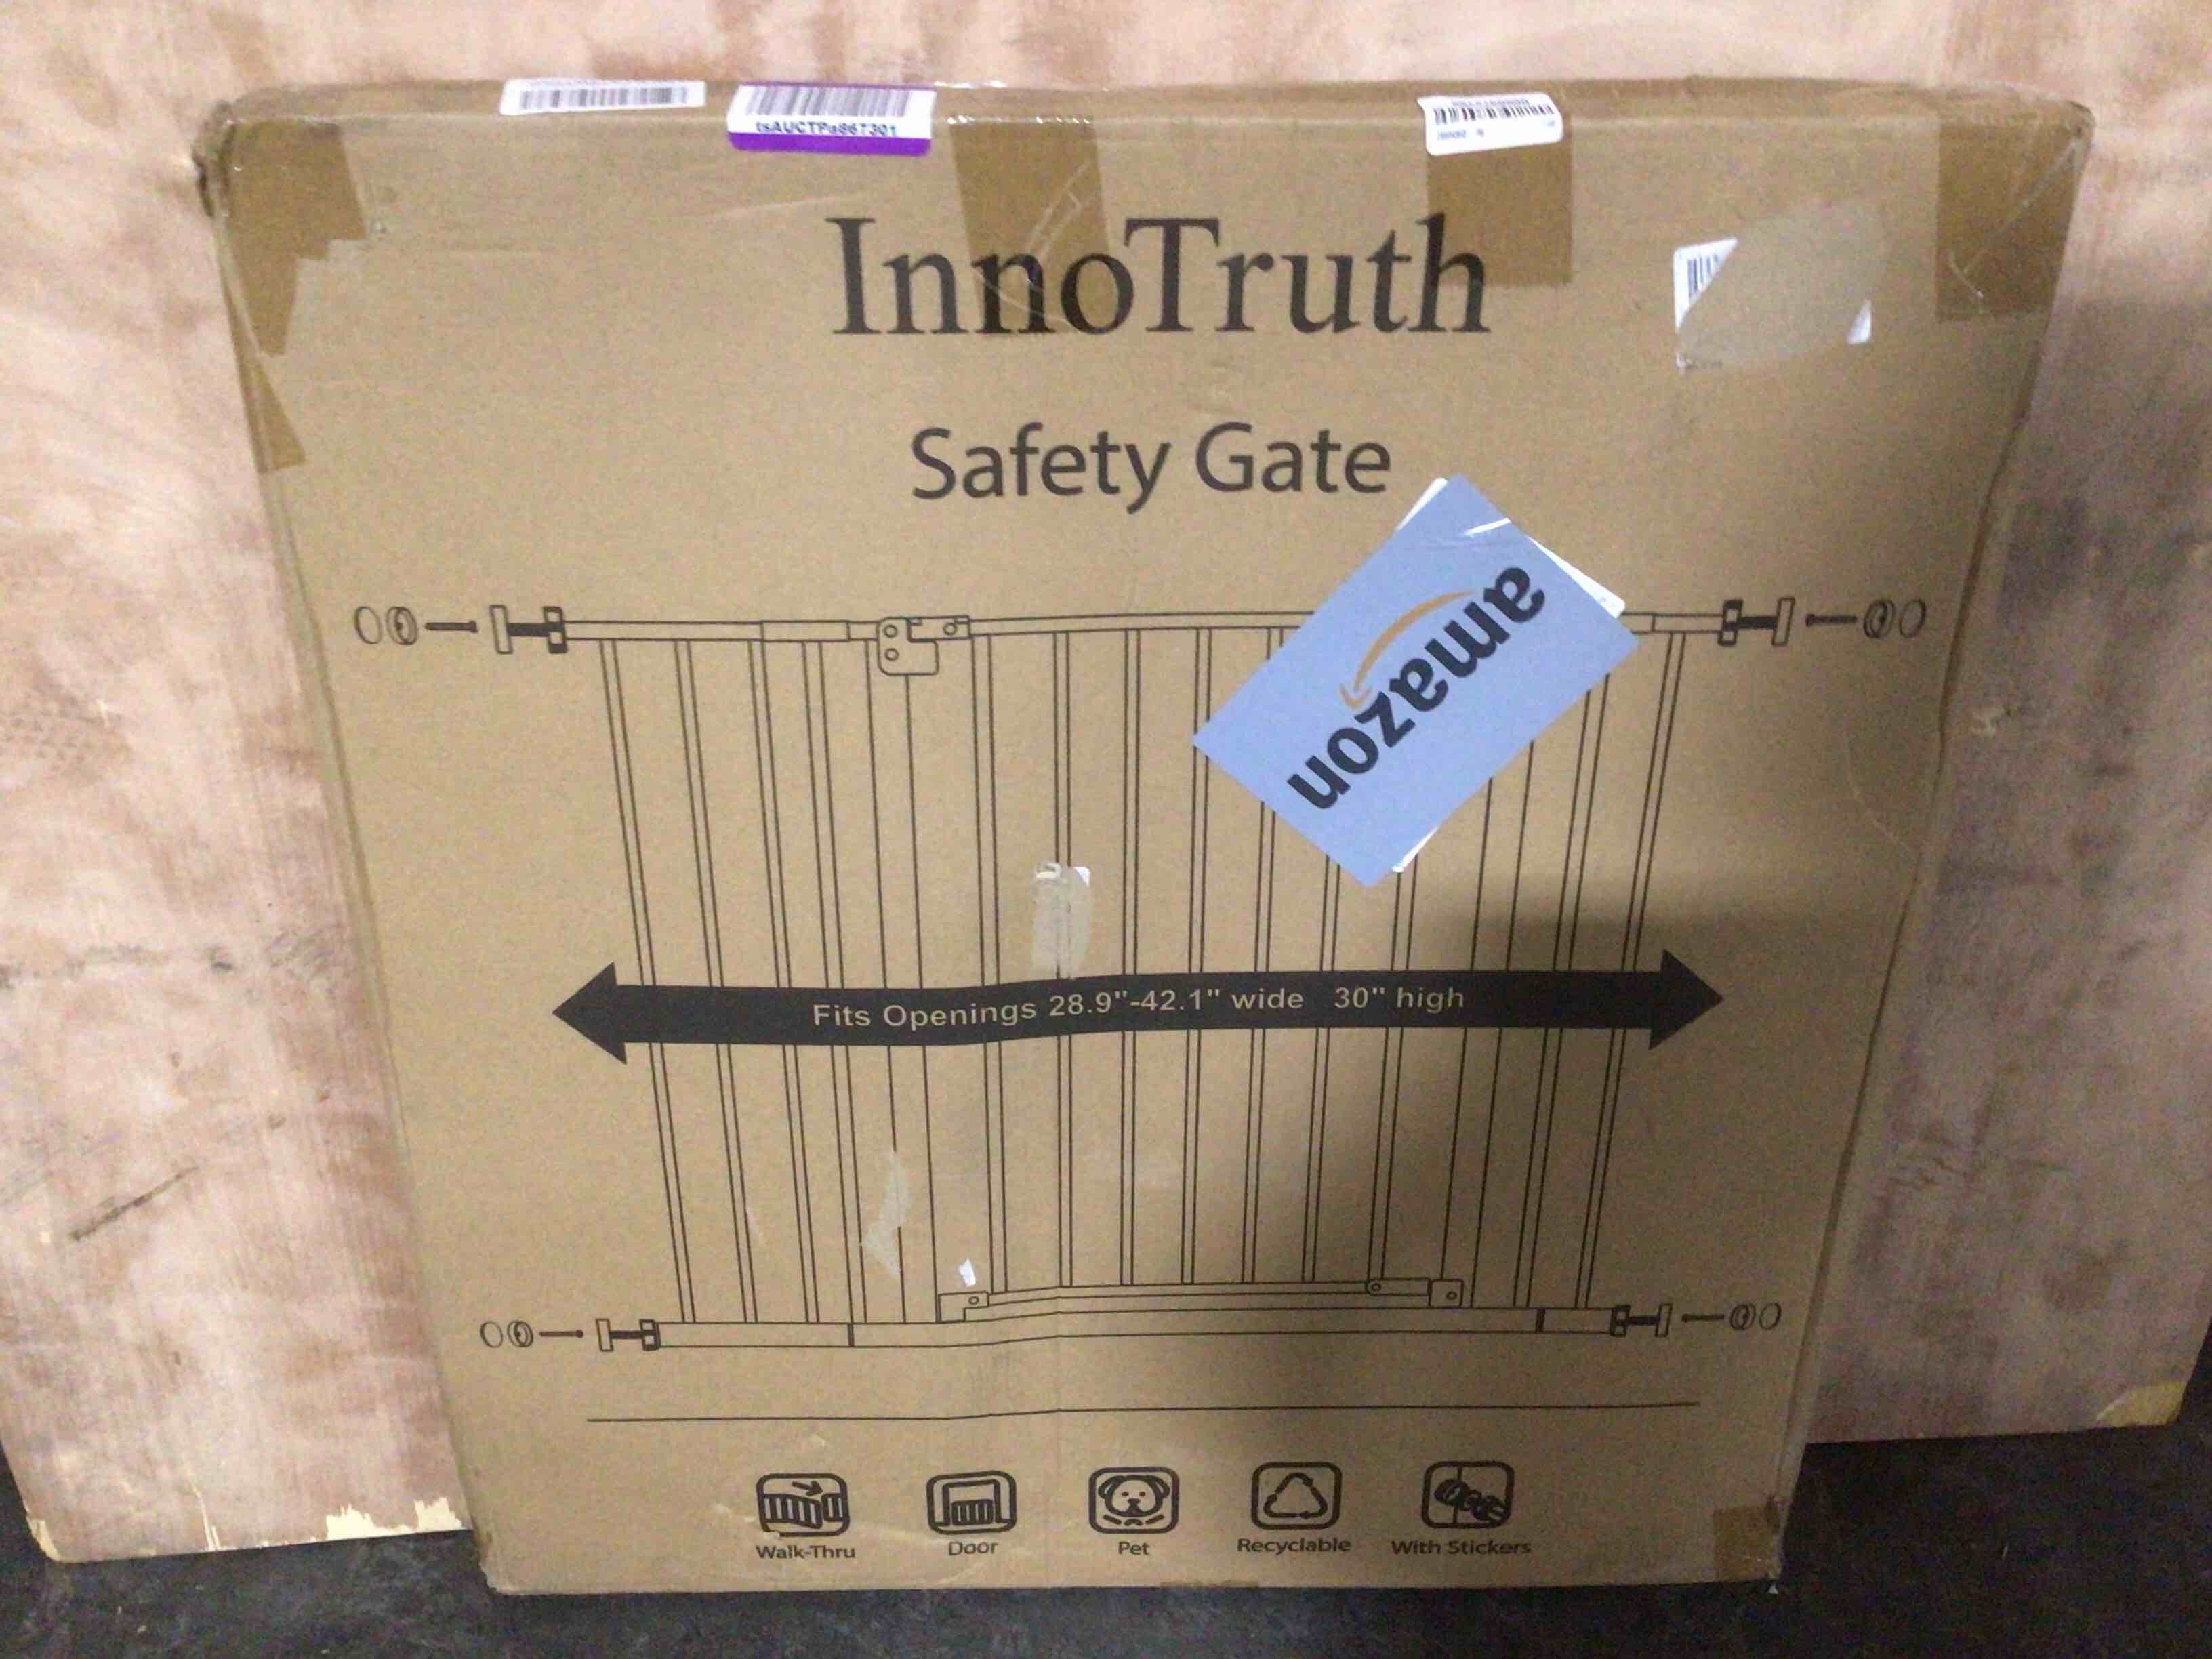 InnoTruth
Safety Gate
amazon
Fits Openings 28.9"-42.1" wide 30" high
Walk-Thru
Door
Pet
Recyclable
With Stickers